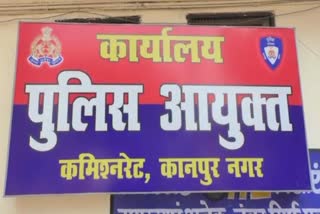 कार्यालय
पुलिस आयुक्त
कमिश्नरेट, कानपुर नगर